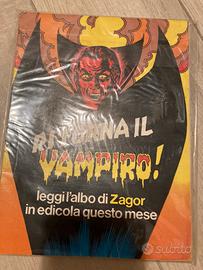 RITORNA IL
VAMPIRO!
leggi l'albo di Zagor
in edicola questo mese
subito